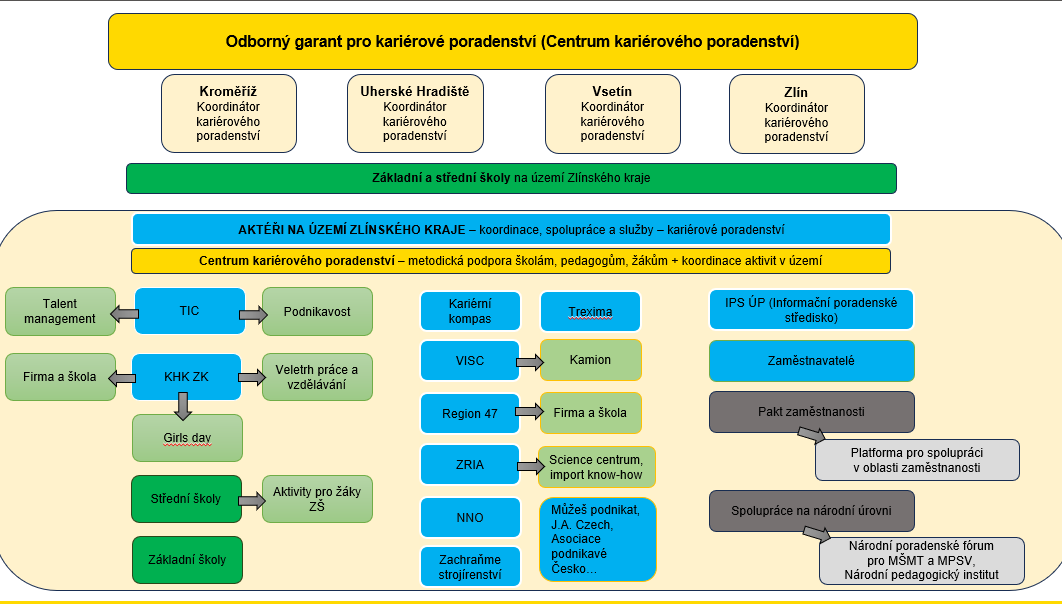 Odborný garant pro kariérové poradenství (Centrum kariérového poradenství)
Kroměříž
Koordinátor
kariérového
poradenství
Uherské Hradiště
Koordinátor
kariérového
poradenství
Vsetín
Koordinátor
kariérového
poradenství
Zlín
Koordinátor
kariérového
poradenství
Základní a střední školy na území Zlínského kraje
AKTÉŘI NA ÚZEMÍ ZLÍNSKÉHO KRAJE – koordinace, spolupráce a služby – kariérové poradenství
Centrum kariérového poradenství – metodická podpora školám, pedagogům, žákům + koordinace aktivit v území
Talent
management
TIC
Podnikavost
Firma a škola
KHK ZK
Veletrh práce a
vzdělávání
Girls dav
Střední školy
Aktivity pro žáky
ZŠ
Základní školy
Kariérní
kompas
Trexima
VISC
Kamion
Region 47
Firma a škola
ZRIA
Science centrum,
import know-how
NNO
Můžeš podnikat,
J.A. Czech,
Asociace
podnikavé
Česko…
Zachraňme
strojírenství
IPS ÚP (Informační poradenské
středisko)
Zaměstnavatelé
Pakt zaměstnanosti
Platforma pro spolupráci
v oblasti zaměstnanosti
Spolupráce na národní úrovni
Národní poradenské fórum
pro MŠMT a MPSV,
Národní pedagogický institut